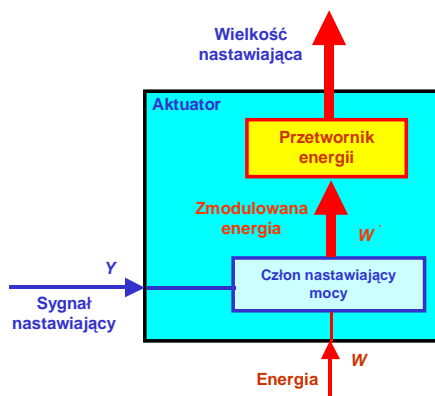 Wielkość
nastawiająca
Aktuator
Przetwornik
energii
Zmodulowana
energia
W´
Y
Człon nastawiający
mocy
Sygnał
nastawiający
W
Energia